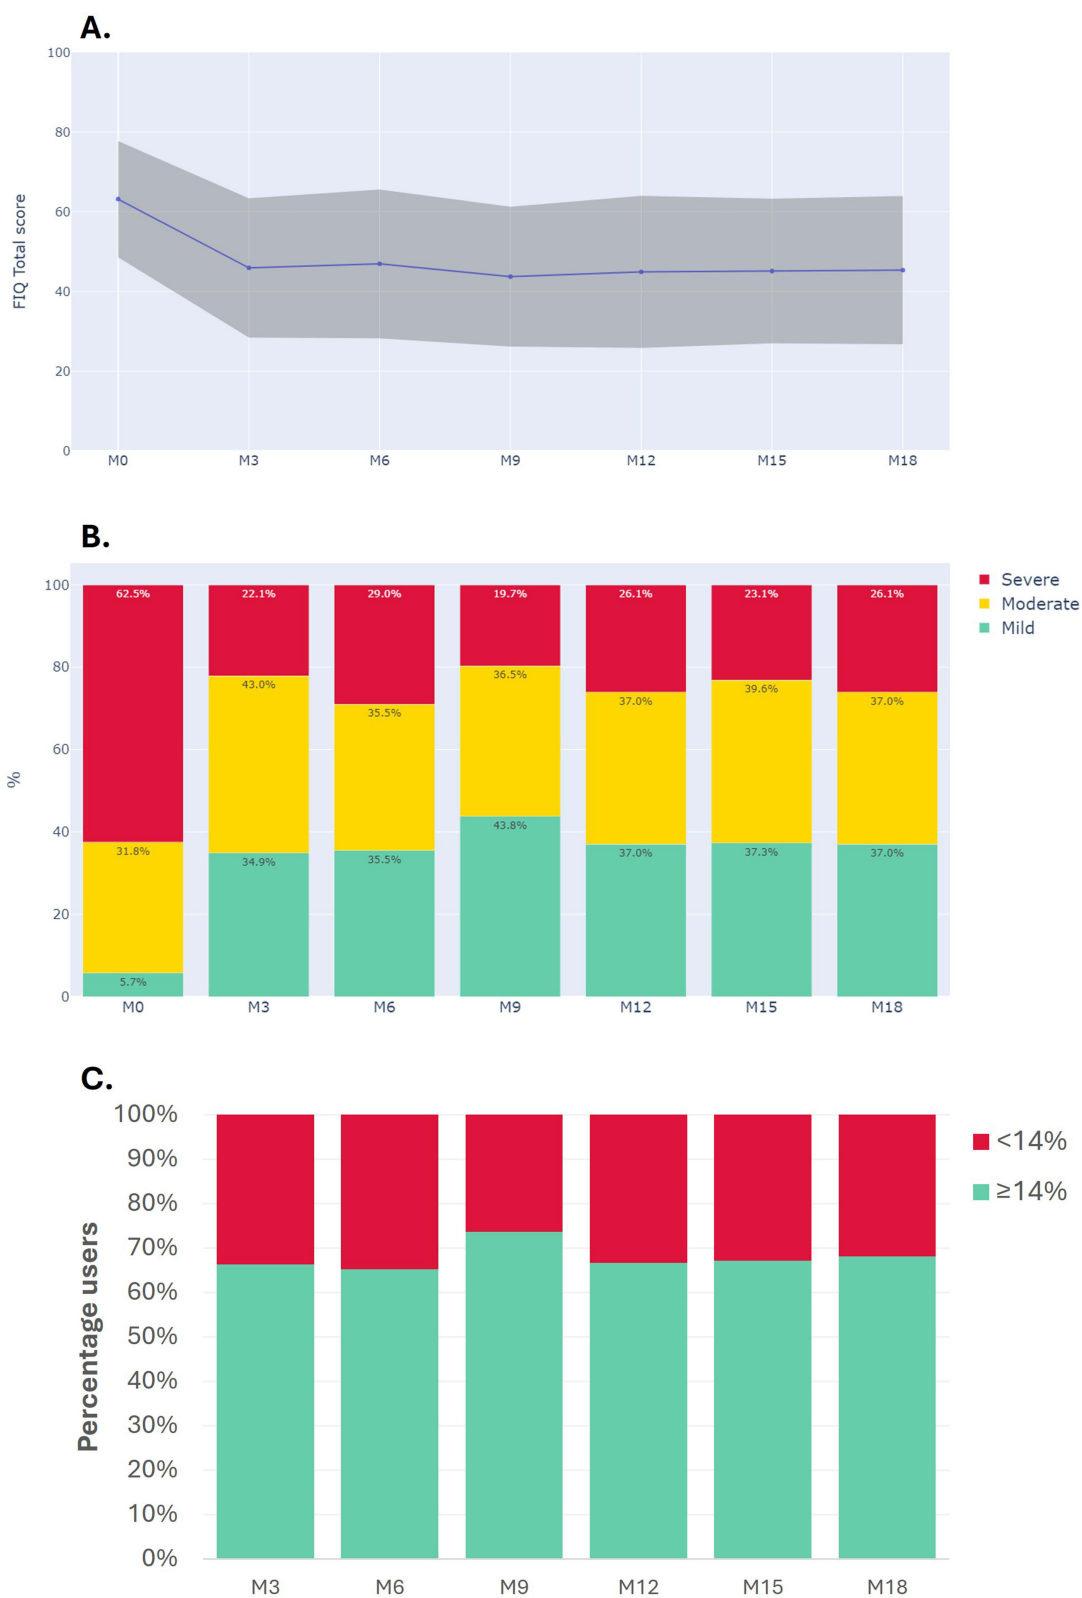 A.
100
80
60
40
20
0
FIQ Total score
M0 M3 M6 M9 M12 M15 M18
B.
100
80
60
40
20
0
%
62.5% 22.1% 29.0% 19.7% 26.1% 23.1% 26.1%
31.8% 43.0% 35.5% 36.5% 37.0% 39.6% 37.0%
5.7% 34.9% 35.5% 43.8% 37.0% 37.3% 37.0%
M0 M3 M6 M9 M12 M15 M18
Severe
Moderate
Mild
C.
100%
90%
80%
70%
60%
50%
40%
30%
20%
10%
0%
Percentage users
M3 M6 M9 M12 M15 M18
<14%
≥14%